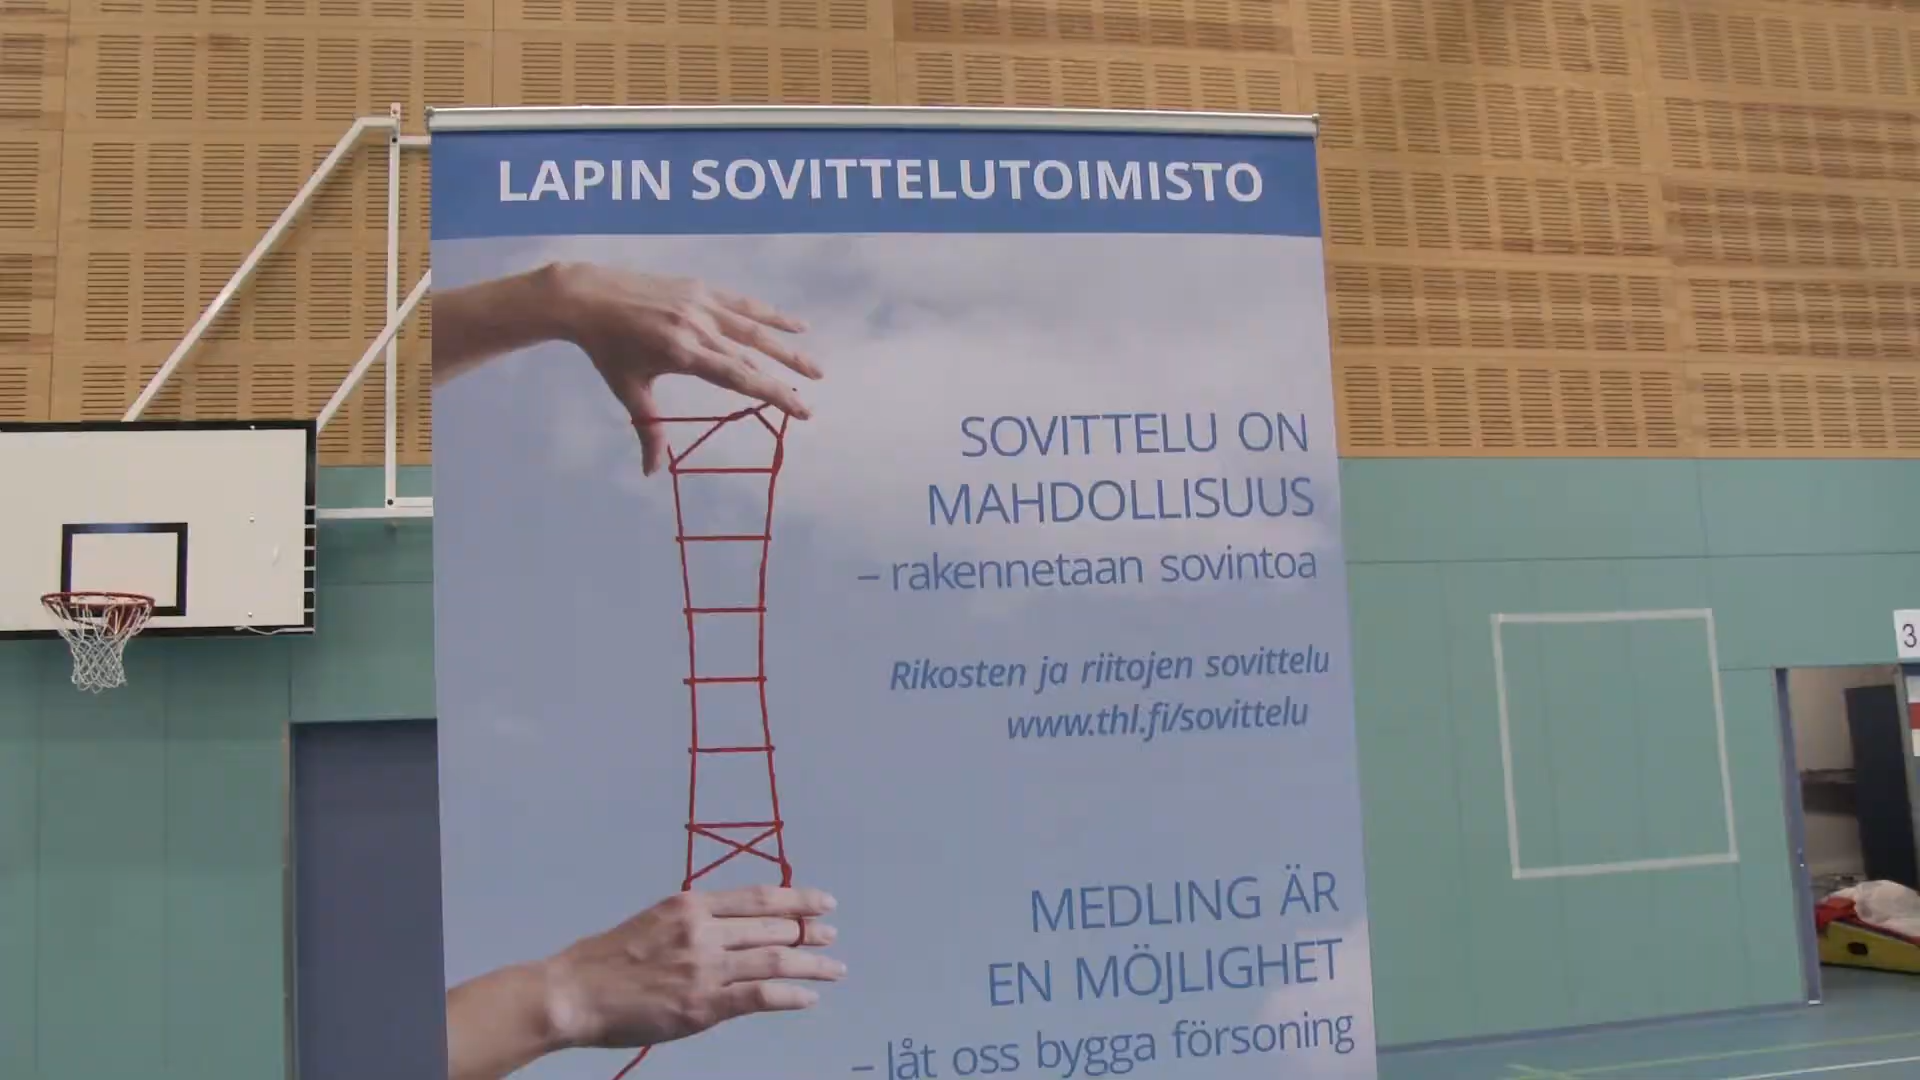 LAPIN SOVITTELUTOIMISTO
SOVITTELU ON
MAHDOLLISUUS
– rakennetaan sovintoa
Rikosten ja riitojen sovittelu
www.thl.fi/sovittelu
MEDLING ÄR
EN MÖJLIGHET
– låt oss bygga försoning
3